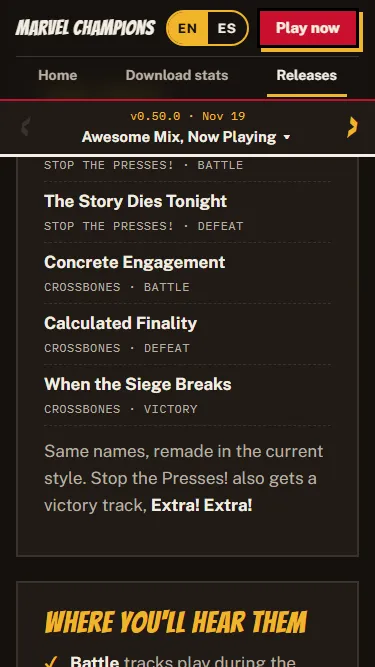 MARVEL CHAMPIONS
EN ES
Play now
Home Download stats Releases
v0.50.0 · Nov 19
Awesome Mix, Now Playing
STOP THE PRESSES! · BATTLE
The Story Dies Tonight
STOP THE PRESSES! · DEFEAT
Concrete Engagement
CROSSBONES · BATTLE
Calculated Finality
CROSSBONES · DEFEAT
When the Siege Breaks
CROSSBONES · VICTORY
Same names, remade in the current
style. Stop the Presses! also gets a
victory track, Extra! Extra!
WHERE YOU'LL HEAR THEM
✓ Battle tracks play during the